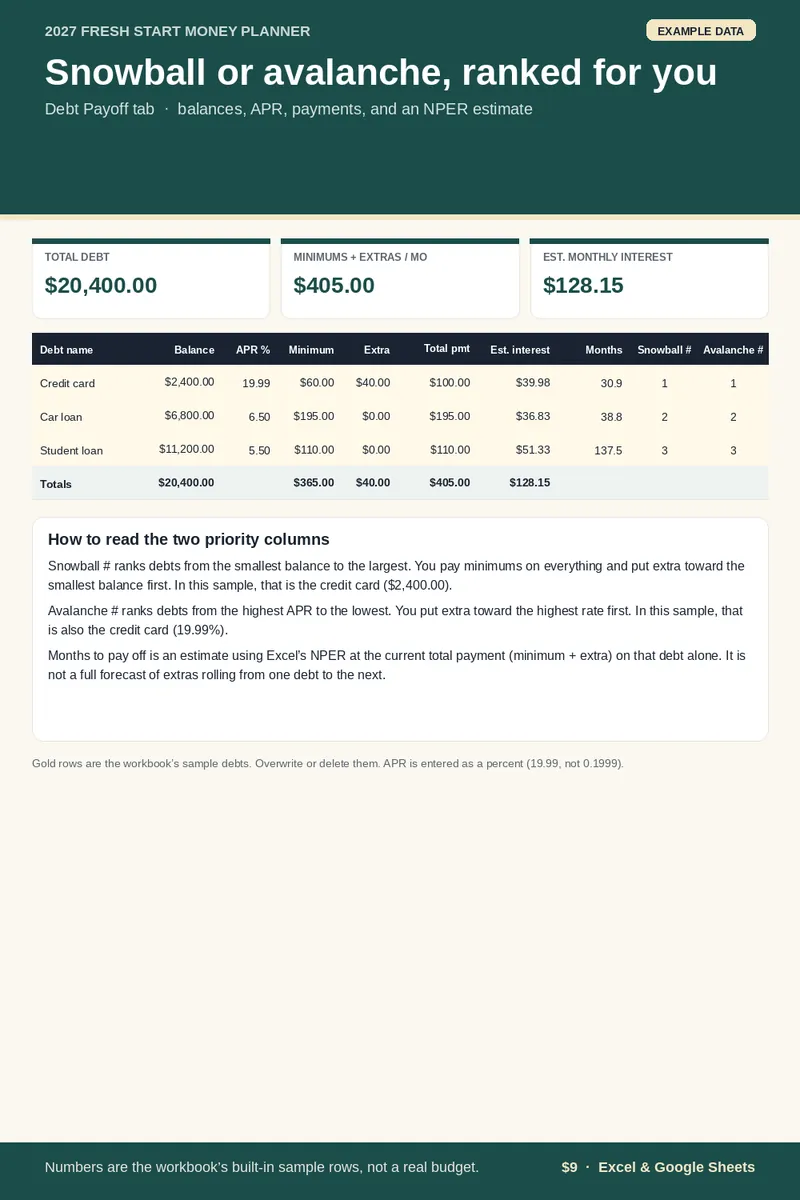 2027 FRESH START MONEY PLANNER
EXAMPLE DATA
Snowball or avalanche, ranked for you
Debt Payoff tab · balances, APR, payments, and an NPER estimate
TOTAL DEBT
$20,400.00
MINIMUMS + EXTRAS / MO
$405.00
EST. MONTHLY INTEREST
$128.15
Debt name Balance APR % Minimum Extra Total pmt Est. interest Months Snowball # Avalanche #
Credit card $2,400.00 19.99 $60.00 $40.00 $100.00 $39.98 30.9 1 1
Car loan $6,800.00 6.50 $195.00 $0.00 $195.00 $36.83 38.8 2 2
Student loan $11,200.00 5.50 $110.00 $0.00 $110.00 $51.33 137.5 3 3
Totals $20,400.00 $365.00 $40.00 $405.00 $128.15
How to read the two priority columns
Snowball # ranks debts from the smallest balance to the largest. You pay minimums on everything and put extra toward the
smallest balance first. In this sample, that is the credit card ($2,400.00).
Avalanche # ranks debts from the highest APR to the lowest. You put extra toward the highest rate first. In this sample, that
is also the credit card (19.99%).
Months to pay off is an estimate using Excel's NPER at the current total payment (minimum + extra) on that debt alone. It is
not a full forecast of extras rolling from one debt to the next.
Gold rows are the workbook's sample debts. Overwrite or delete them. APR is entered as a percent (19.99, not 0.1999).
Numbers are the workbook's built-in sample rows, not a real budget.
$9 · Excel & Google Sheets